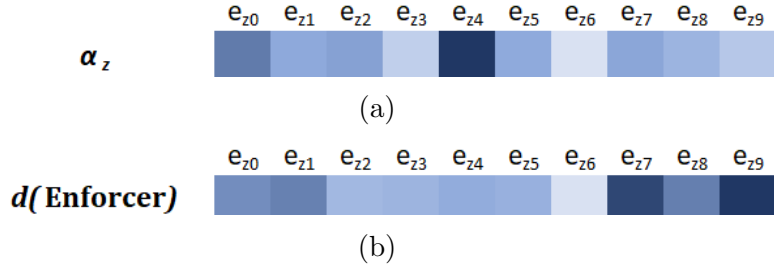 e_z0 e_z1 e_z2 e_z3 e_z4 e_z5 e_z6 e_z7 e_z8 e_z9
α_z
(a)
e_z0 e_z1 e_z2 e_z3 e_z4 e_z5 e_z6 e_z7 e_z8 e_z9
d(Enforcer)
(b)